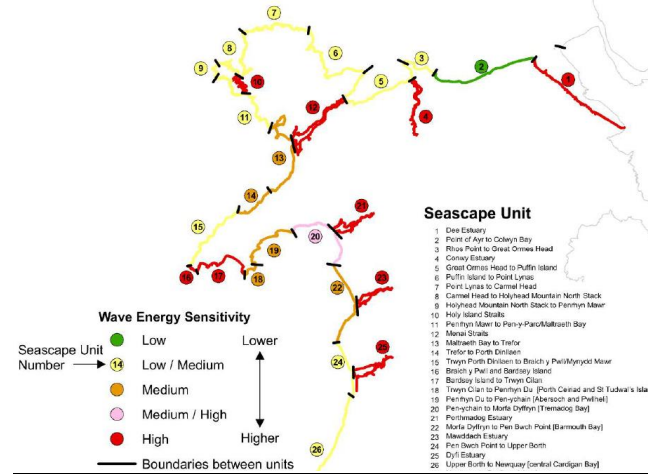 7
8
6
9
10
3
2
5
1
12
4
11
13
14
21
15
20
19
16
17
18
22
23
24
25
26
Wave Energy Sensitivity
Low
Low / Medium
Medium
Medium / High
High
Boundaries between units
Seascape Unit
Number
14
Lower
Higher
Seascape Unit
1 Dee Estuary
2 Point of Ayr to Colwyn Bay
3 Rhos Point to Great Ormes Head
4 Conwy Estuary
5 Great Ormes Head to Puffin Island
6 Puffin Island to Point Lynas
7 Point Lynas to Carmel Head
8 Carmel Head to Holyhead Mountain North Stack
9 Holyhead Mountain North Stack to Penrhyn Mawr
10 Holy Island Straits
11 Penrhyn Mawr to Pen-y-Parc/Maltraeth Bay
12 Menai Straits
13 Maltraeth Bay to Trefor
14 Trefor to Porth Dinllaen
15 Trwyn Porth Dinllaen to Braich y Pwll/Mynydd Mawr
16 Braich y Pwll and Bardsey Island
17 Bardsey Island to Trwyn Cilan
18 Trwyn Cilan to Penrhyn Du [Porth Ceiriad and St Tudwal's Isla
19 Penrhyn Du to Pen-ychain [Abersoch and Pwllheli]
20 Pen-ychain to Morfa Dyffryn [Tremadog Bay]
21 Porthmadog Estuary
22 Morfa Dyffryn to Pen Bwch Point [Barmouth Bay]
23 Mawddach Estuary
24 Pen Bwch Point to Upper Borth
25 Dyfi Estuary
26 Upper Borth to Newquay [central Cardigan Bay]